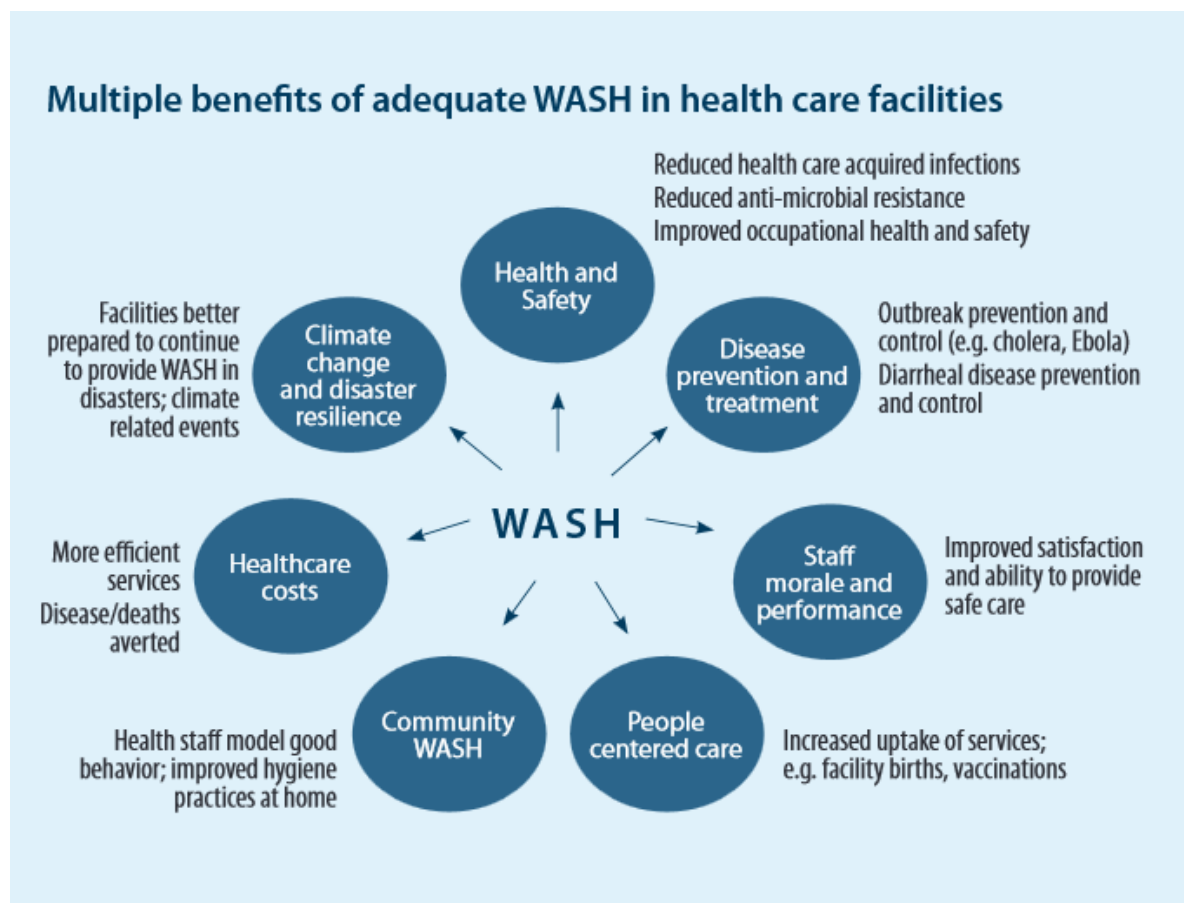 Multiple benefits of adequate WASH in health care facilities
Reduced health care acquired infections
Reduced anti-microbial resistance
Improved occupational health and safety
Health and
Safety
Outbreak prevention and
control (e.g. cholera, Ebola)
Diarrheal disease prevention
and control
Disease
prevention and
treatment
Facilities better
prepared to continue
to provide WASH in
disasters; climate
related events
Climate
change
and disaster
resilience
WASH
Staff
morale and
performance
Improved satisfaction
and ability to provide
safe care
More efficient
services
Disease/deaths
averted
Healthcare
costs
Health staff model good
behavior; improved hygiene
practices at home
Community
WASH
People
centered care
Increased uptake of services;
e.g. facility births, vaccinations